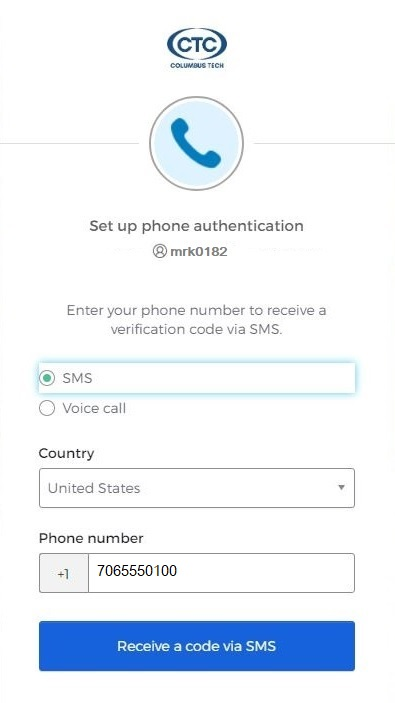 CTC
COLUMBUS TECH
Set up phone authentication
mrk0182
Enter your phone number to receive a
verification code via SMS.
SMS
Voice call
Country
United States
Phone number
+1 7065550100
Receive a code via SMS